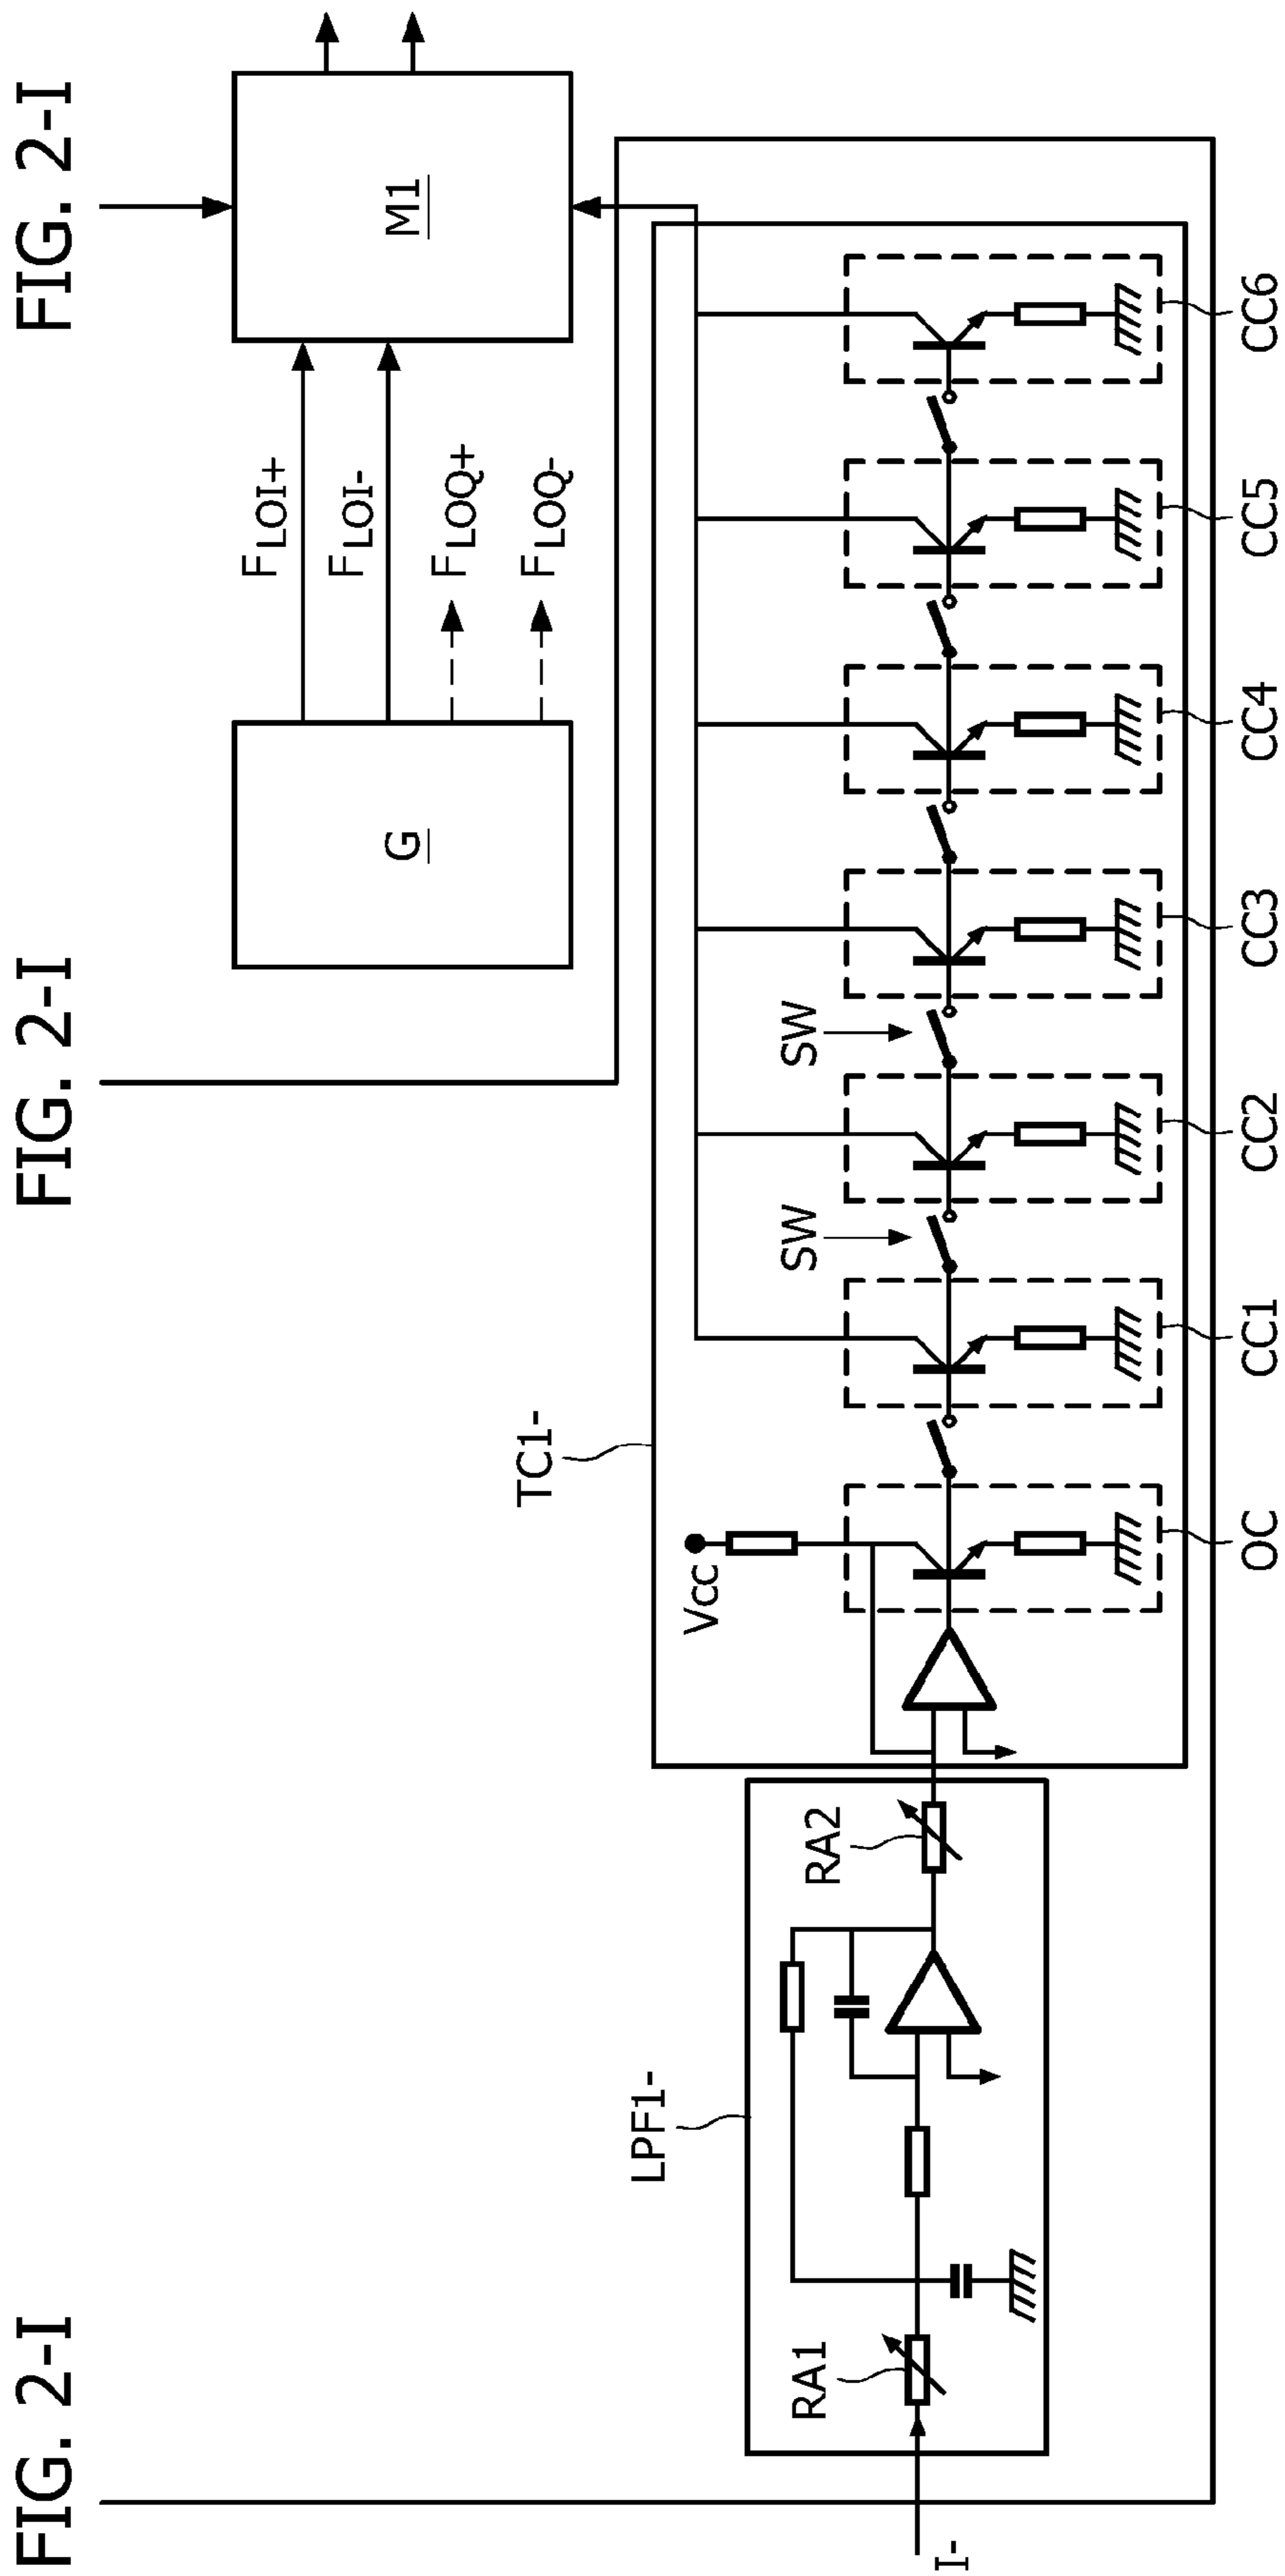 FIG. 2-I
FIG. 2-I
FIG. 2-I
G
FLOI+
FLOI-
FLOQ+
FLOQ-
M1
TC1-
Vcc
SW
SW
LPF1-
RA1
RA2
I-
OC
CC1
CC2
CC3
CC4
CC5
CC6